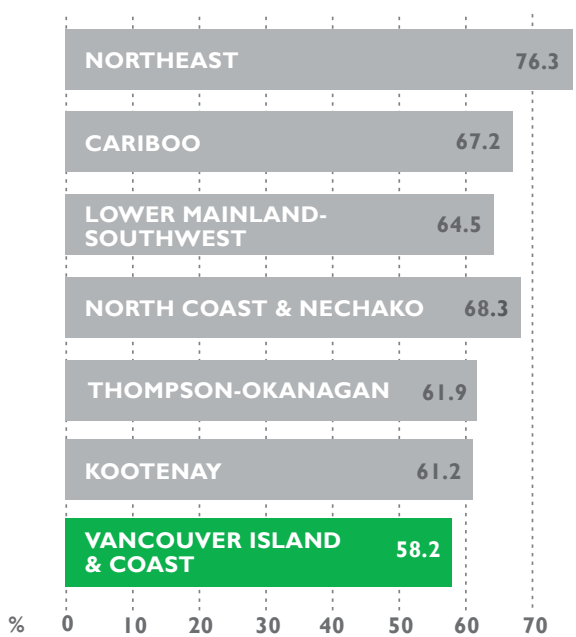 NORTHEAST 76.3
CARIBOO 67.2
LOWER MAINLAND-
SOUTHWEST 64.5
NORTH COAST & NECHAKO 68.3
THOMPSON-OKANAGAN 61.9
KOOTENAY 61.2
VANCOUVER ISLAND
& COAST 58.2
% 0 10 20 30 40 50 60 70